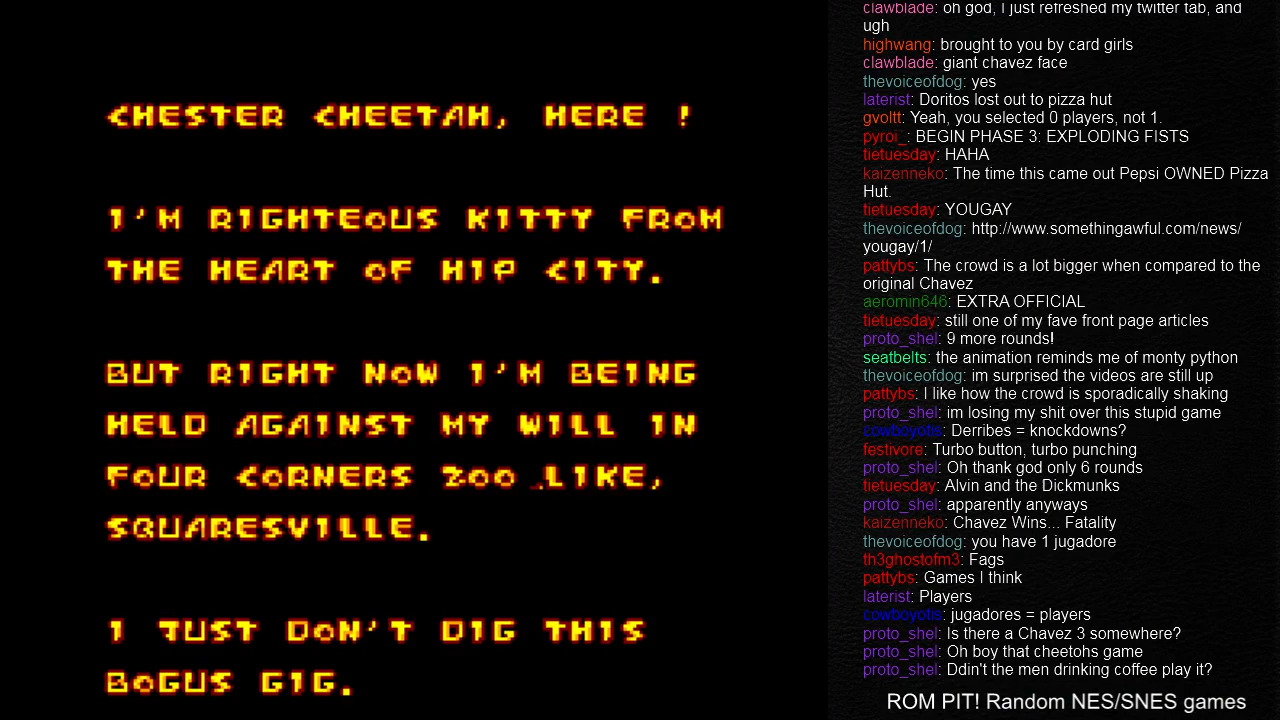 CHESTER CHEETAH, HERE !
I'M RIGHTEOUS KITTY FROM
THE HEART OF HIP CITY.
BUT RIGHT NOW I'M BEING
HELD AGAINST MY WILL IN
FOUR CORNERS ZOO .LIKE,
SQUARESVILLE.
I JUST DON'T DIG THIS
BOGUS GIG.
clawblade: oh god, I just refreshed my twitter tab, and
ugh
highwang: brought to you by card girls
clawblade: giant chavez face
thevoiceofdog: yes
laterist: Doritos lost out to pizza hut
gvoltt: Yeah, you selected 0 players, not 1.
pyroi_: BEGIN PHASE 3: EXPLODING FISTS
tietuesday: HAHA
kaizenneko: The time this came out Pepsi OWNED Pizza
Hut.
tietuesday: YOUGAY
thevoiceofdog: http://www.somethingawful.com/news/
yougay/1/
pattybs: The crowd is a lot bigger when compared to the
original Chavez
aeromin646: EXTRA OFFICIAL
tietuesday: still one of my fave front page articles
proto_shel: 9 more rounds!
seatbelts: the animation reminds me of monty python
thevoiceofdog: im surprised the videos are still up
pattybs: I like how the crowd is sporadically shaking
proto_shel: im losing my shit over this stupid game
cowboyotis: Derribes = knockdowns?
festivore: Turbo button, turbo punching
proto_shel: Oh thank god only 6 rounds
tietuesday: Alvin and the Dickmunks
proto_shel: apparently anyways
kaizenneko: Chavez Wins... Fatality
thevoiceofdog: you have 1 jugadore
th3ghostofm3: Fags
pattybs: Games I think
laterist: Players
cowboyotis: jugadores = players
proto_shel: Is there a Chavez 3 somewhere?
proto_shel: Oh boy that cheetohs game
proto_shel: Ddin't the men drinking coffee play it?
ROM PIT! Random NES/SNES games